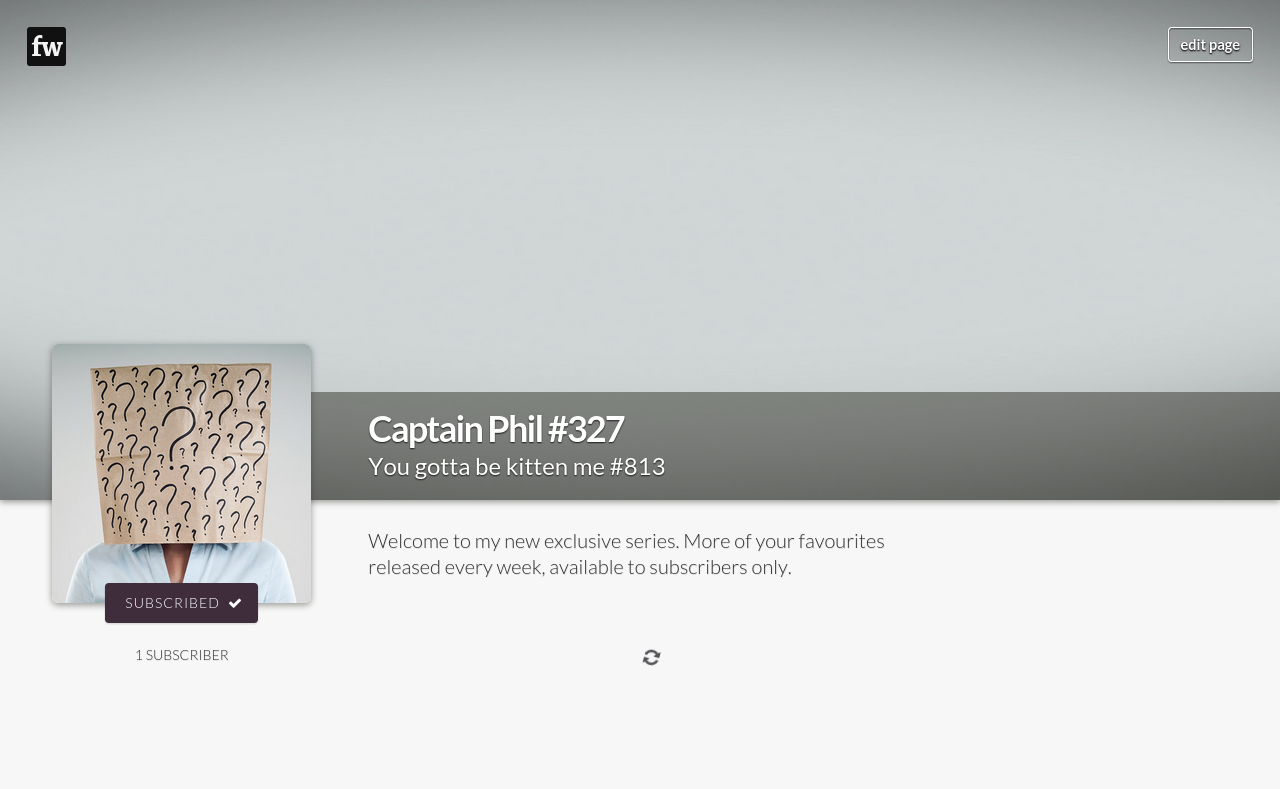 fw
edit page
Captain Phil #327
You gotta be kitten me #813
Welcome to my new exclusive series. More of your favourites
released every week, available to subscribers only.
SUBSCRIBED
1 SUBSCRIBER